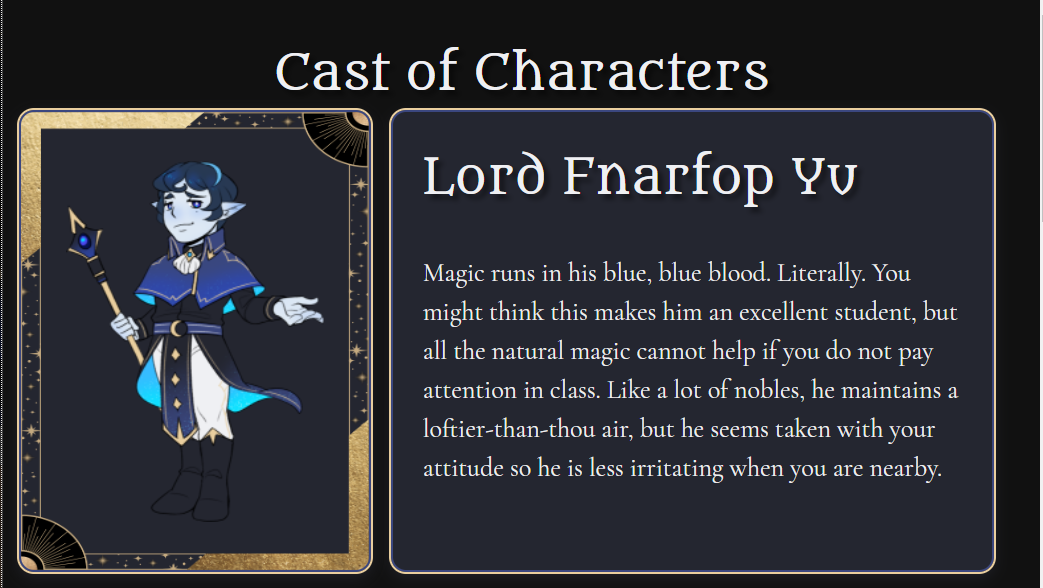 Cast of Characters
Lord Fnarfop Yu
Magic runs in his blue, blue blood. Literally. You
might think this makes him an excellent student, but
all the natural magic cannot help if you do not pay
attention in class. Like a lot of nobles, he maintains a
loftier-than-thou air, but he seems taken with your
attitude so he is less irritating when you are nearby.